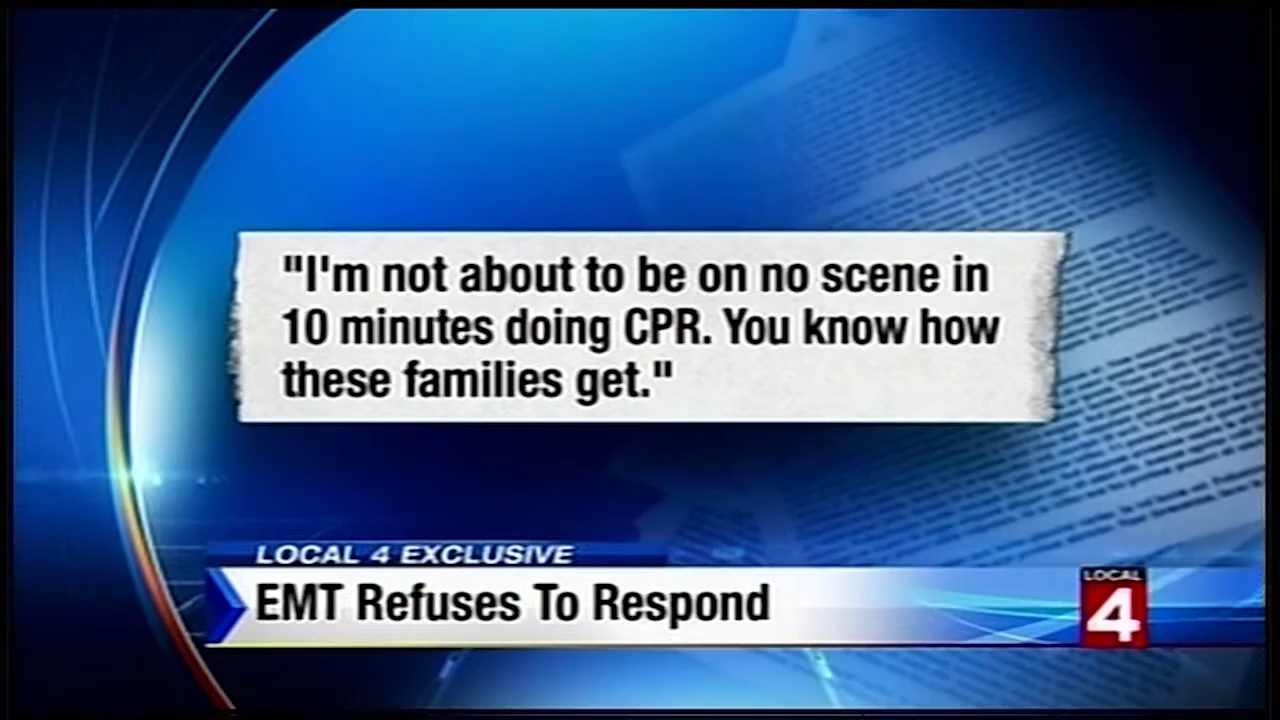 "I'm not about to be on no scene in
10 minutes doing CPR. You know how
these families get."
LOCAL 4 EXCLUSIVE
EMT Refuses To Respond
LOCAL
4